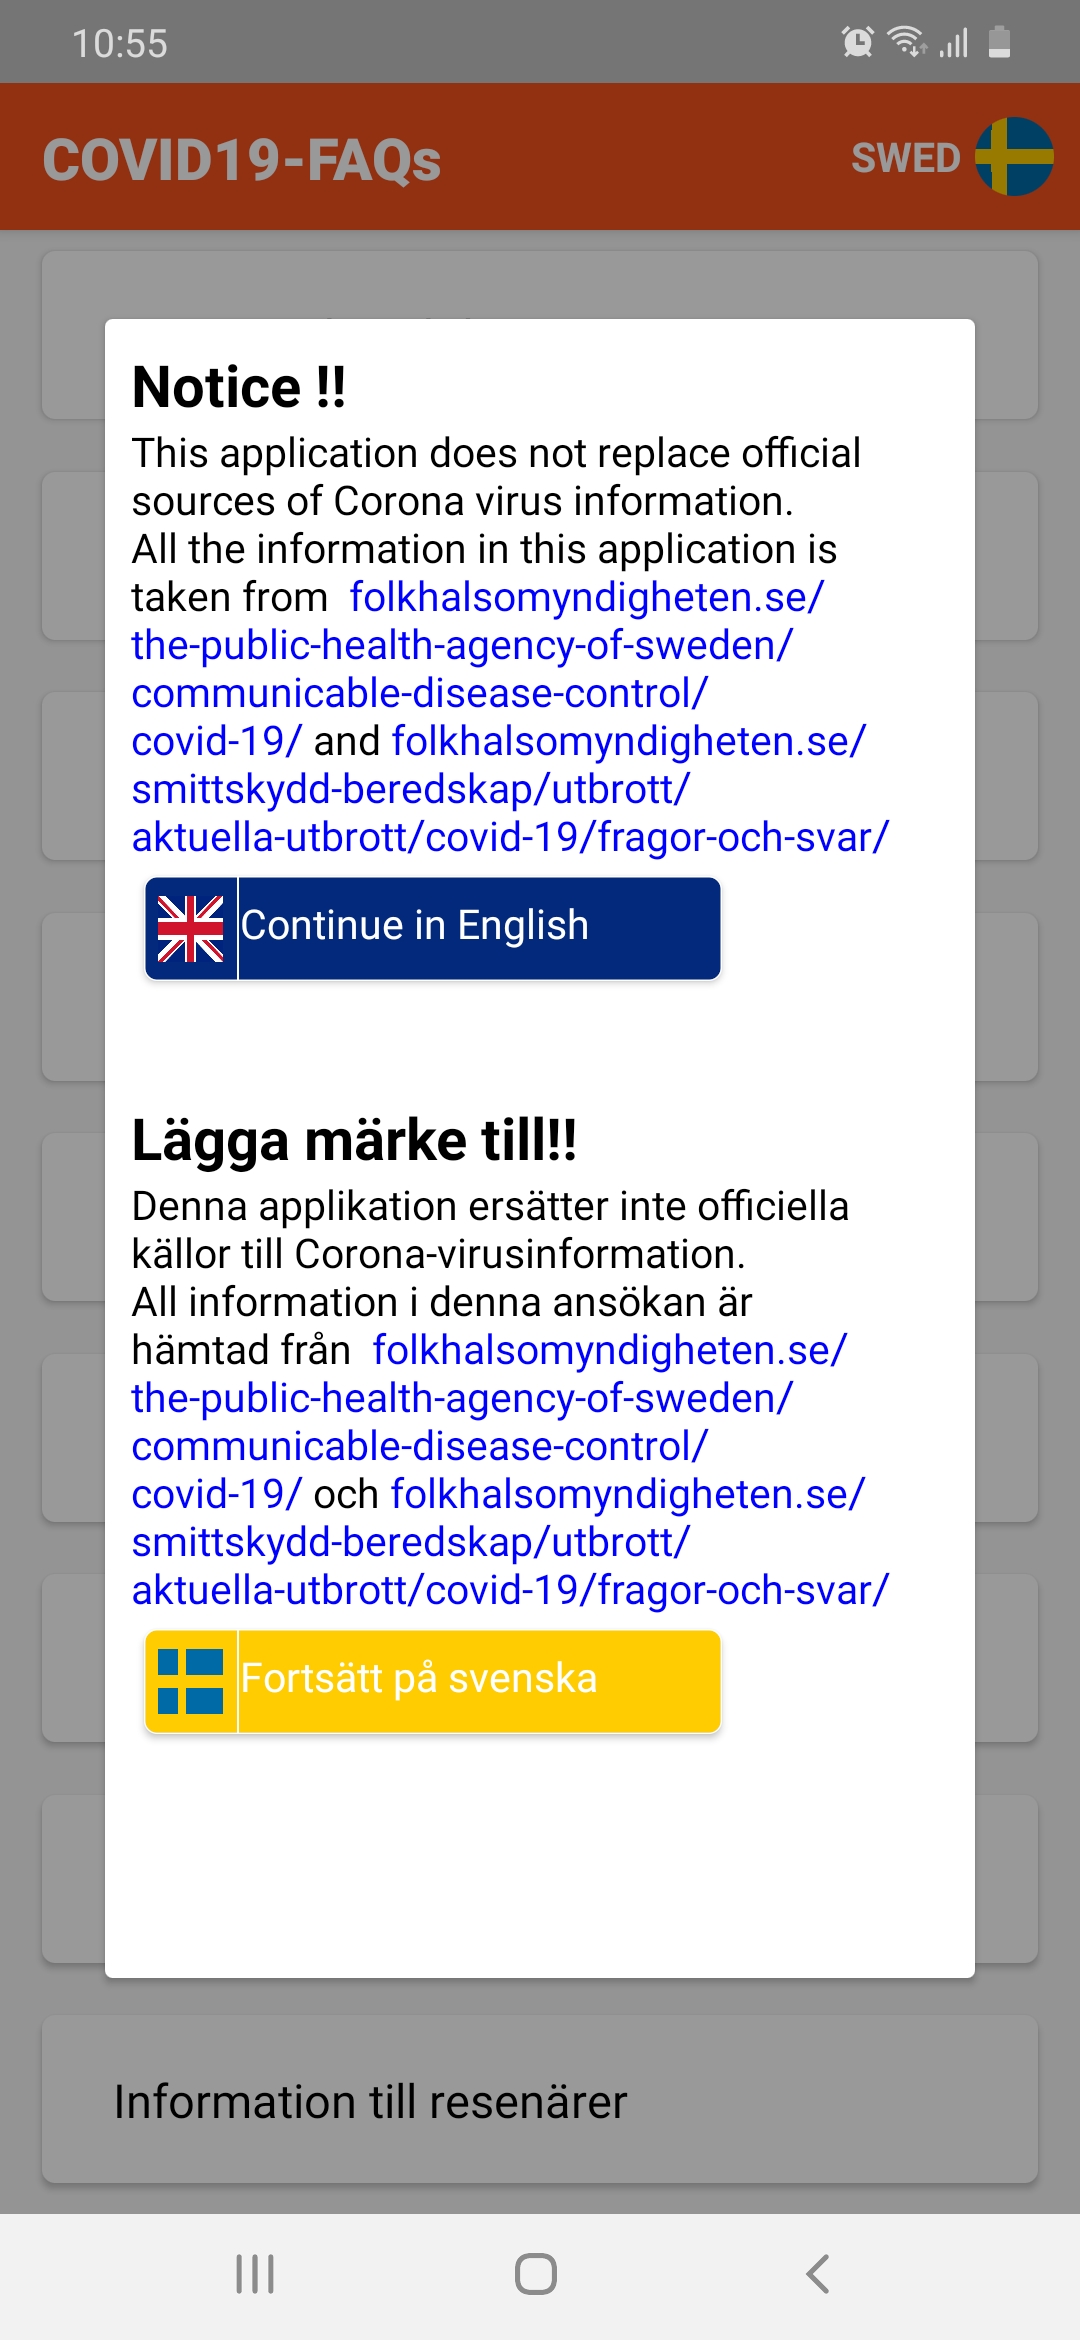 10:55
COVID19-FAQs
SWED
Notice !!
This application does not replace official
sources of Corona virus information.
All the information in this application is
taken from folkhalsomyndigheten.se/
the-public-health-agency-of-sweden/
communicable-disease-control/
covid-19/ and folkhalsomyndigheten.se/
smittskydd-beredskap/utbrott/
aktuella-utbrott/covid-19/fragor-och-svar/
Continue in English
Lägga märke till!!
Denna applikation ersätter inte officiella
källor till Corona-virusinformation.
All information i denna ansökan är
hämtad från folkhalsomyndigheten.se/
the-public-health-agency-of-sweden/
communicable-disease-control/
covid-19/ och folkhalsomyndigheten.se/
smittskydd-beredskap/utbrott/
aktuella-utbrott/covid-19/fragor-och-svar/
Fortsätt på svenska
Information till resenärer